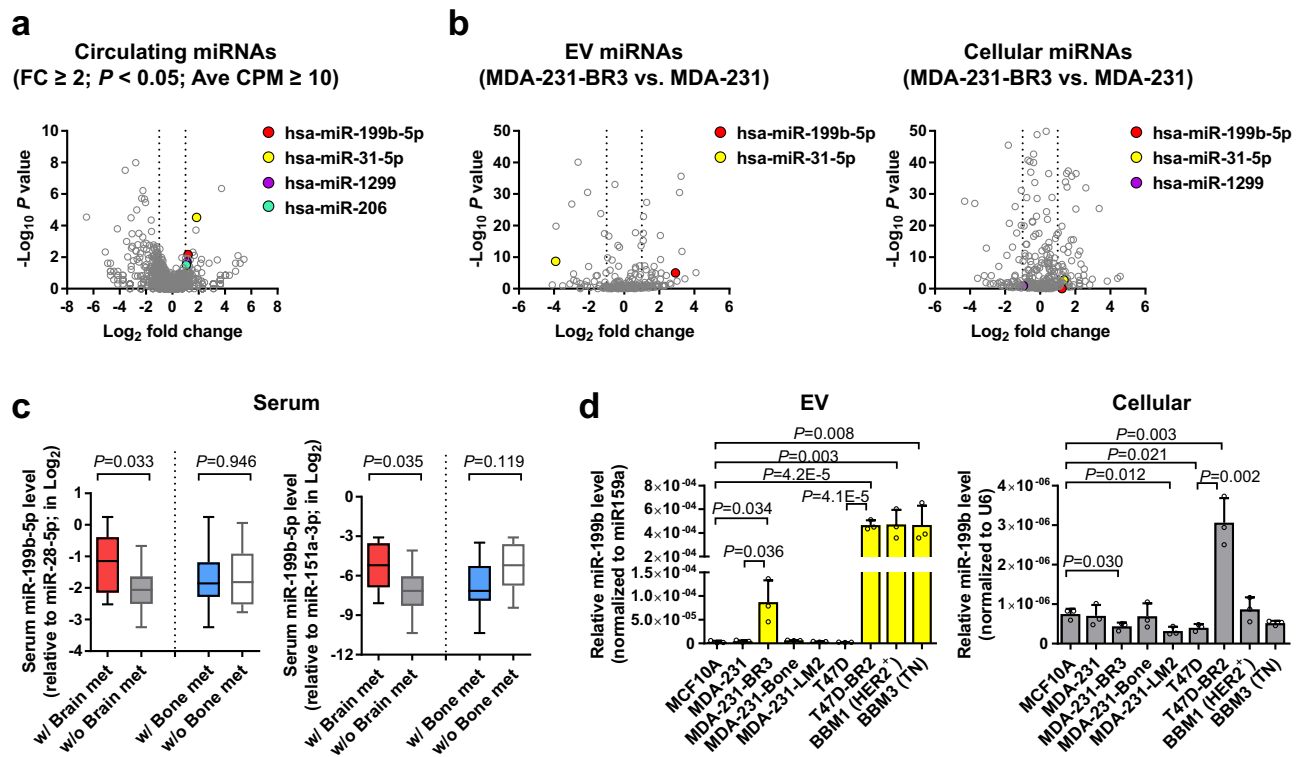 a
Circulating miRNAs
(FC ≥ 2; P < 0.05; Ave CPM ≥ 10)
-Log10 P value
10
8
6
4
2
0
-8 -6 -4 -2 0 2 4 6 8
Log2 fold change
hsa-miR-199b-5p
hsa-miR-31-5p
hsa-miR-1299
hsa-miR-206
b
EV miRNAs
(MDA-231-BR3 vs. MDA-231)
-Log10 P value
50
40
30
20
10
0
-6 -4 -2 0 2 4 6
Log2 fold change
hsa-miR-199b-5p
hsa-miR-31-5p
Cellular miRNAs
(MDA-231-BR3 vs. MDA-231)
-Log10 P value
50
40
30
20
10
0
-6 -4 -2 0 2 4 6
Log2 fold change
hsa-miR-199b-5p
hsa-miR-31-5p
hsa-miR-1299
c
Serum
Serum miR-199b-5p level
(relative to miR-28-5p; in Log2)
P=0.033
P=0.946
1
0
-1
-2
-3
-4
w/ Brain met
w/o Brain met
w/ Bone met
w/o Bone met
Serum miR-199b-5p level
(relative to miR-151a-3p; in Log2)
P=0.035
P=0.119
0
-3
-6
-9
-12
w/ Brain met
w/o Brain met
w/ Bone met
w/o Bone met
d
EV
Relative miR-199b level
(normalized to miR159a)
P=0.008
P=0.003
P=4.2E-5
P=4.1E-5
P=0.034
P=0.036
8×10-04
6×10-04
4×10-04
2×10-04
1.5×10-04
1.0×10-04
5.0×10-05
0
MCF10A
MDA-231
MDA-231-BR3
MDA-231-Bone
MDA-231-LM2
T47D
T47D-BR2
BBM1 (HER2+)
BBM3 (TN)
Cellular
Relative miR-199b level
(normalized to U6)
P=0.003
P=0.021
P=0.012
P=0.002
P=0.030
4×10-06
3×10-06
2×10-06
1×10-06
0
MCF10A
MDA-231
MDA-231-BR3
MDA-231-Bone
MDA-231-LM2
T47D
T47D-BR2
BBM1 (HER2+)
BBM3 (TN)